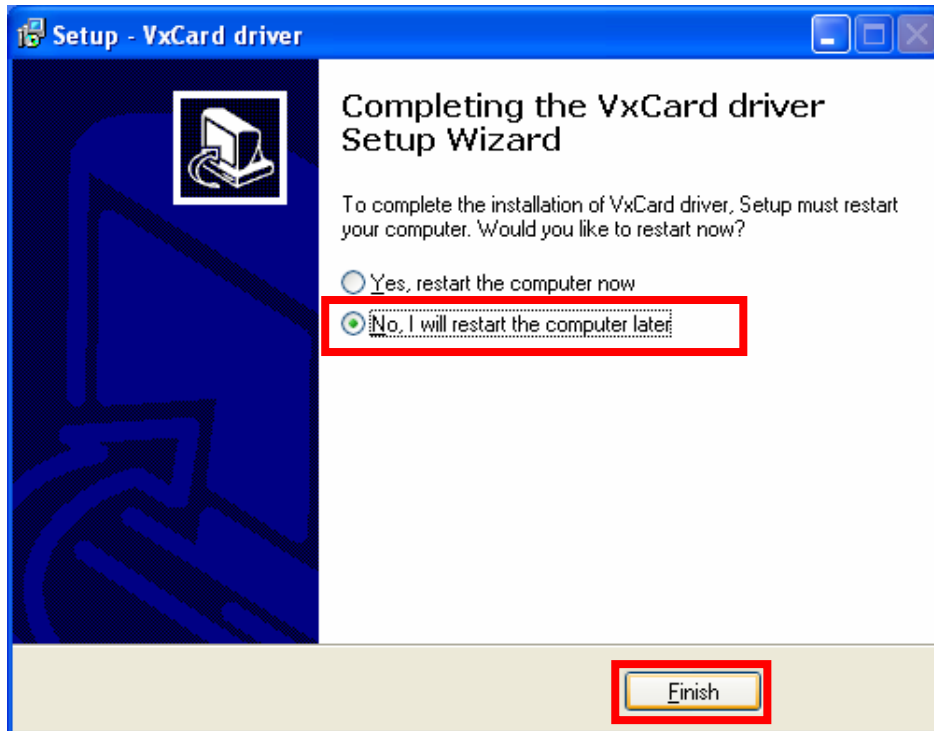 Setup - VxCard driver
Completing the VxCard driver
Setup Wizard
To complete the installation of VxCard driver, Setup must restart
your computer. Would you like to restart now?
Yes, restart the computer now
No, I will restart the computer later
Finish